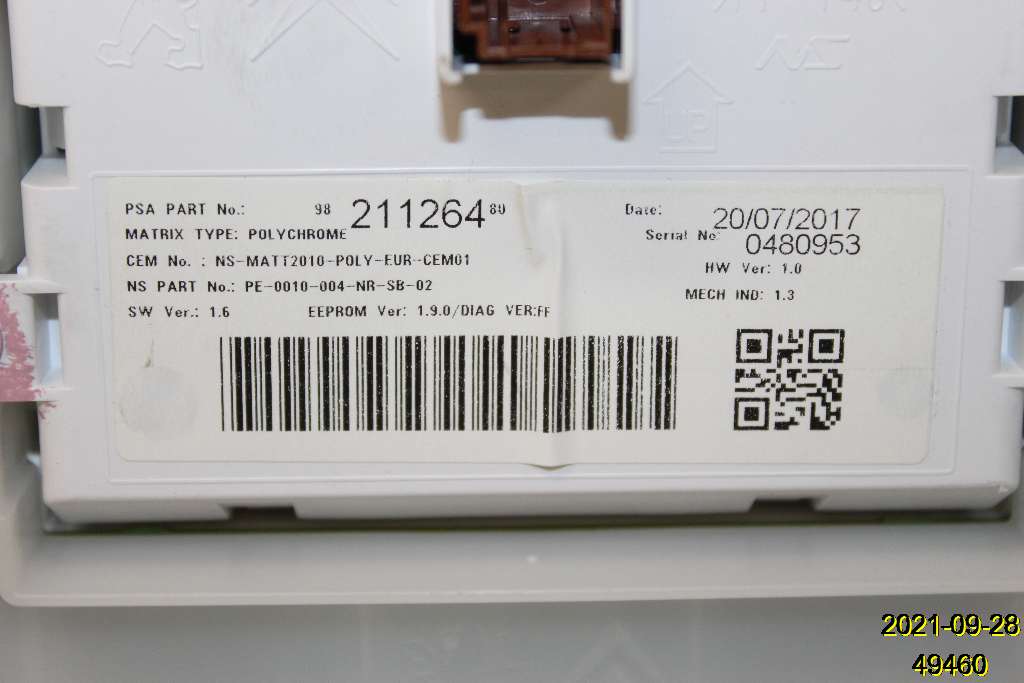 UP
PSA PART No.: 98 211264 80
MATRIX TYPE: POLYCHROME
CEM No. : NS-MATT2010-POLY-EUR-CEM01
NS PART No.: PE-0010-004-NR-SB-02
SW Ver.: 1.6 EEPROM Ver: 1.9.0/DIAG VER:FF
Date: 20/07/2017
Serial No 0480953
HW Ver: 1.0
MECH IND: 1.3
2021-09-28
49460